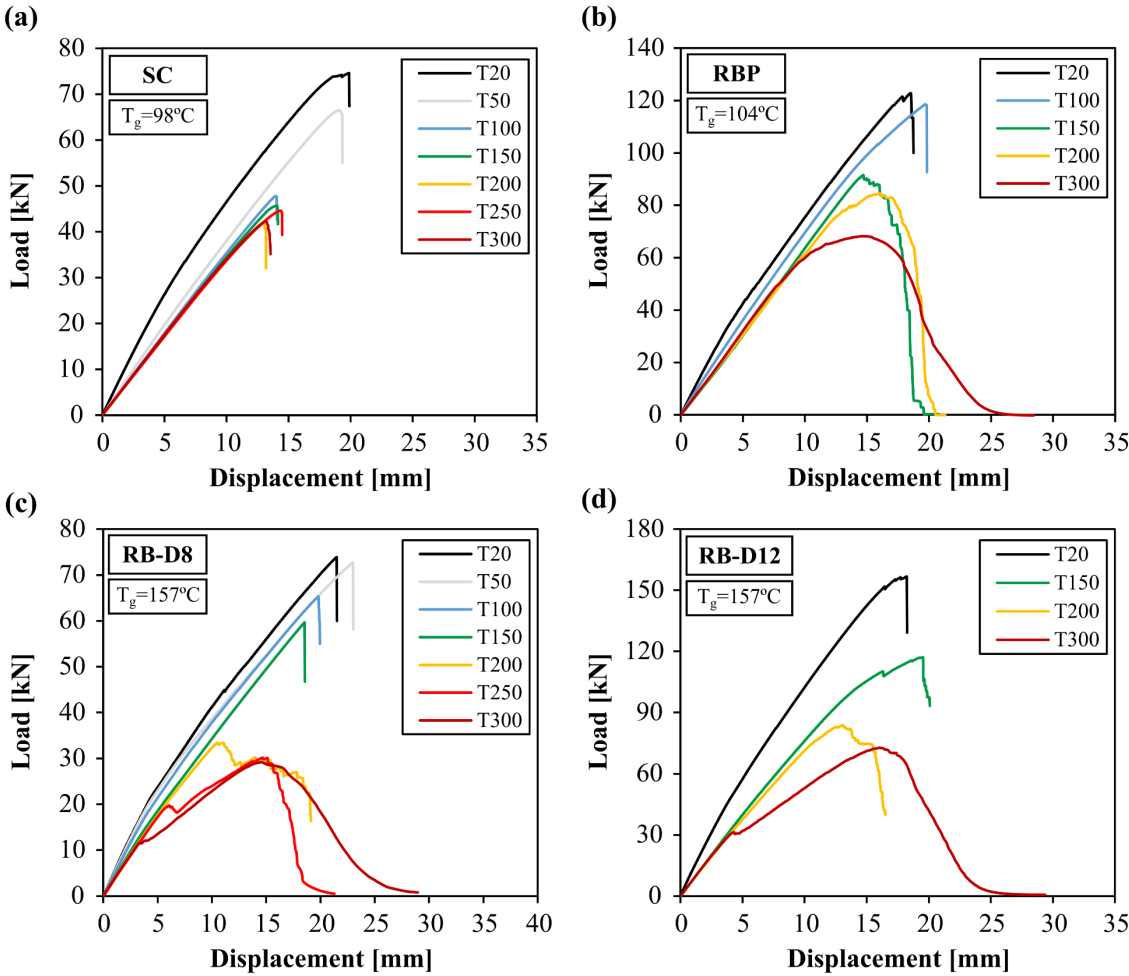 (a)
SC
Tg=98ºC
T20
T50
T100
T150
T200
T250
T300
80
70
60
50
40
30
20
10
0
0 5 10 15 20 25 30 35
Load [kN]
Displacement [mm]
(b)
RBP
Tg=104ºC
T20
T100
T150
T200
T300
140
120
100
80
60
40
20
0
0 5 10 15 20 25 30 35
Load [kN]
Displacement [mm]
(c)
RB-D8
Tg=157ºC
T20
T50
T100
T150
T200
T250
T300
80
70
60
50
40
30
20
10
0
0 5 10 15 20 25 30 35 40
Load [kN]
Displacement [mm]
(d)
RB-D12
Tg=157ºC
T20
T150
T200
T300
180
150
120
90
60
30
0
0 5 10 15 20 25 30 35
Load [kN]
Displacement [mm]